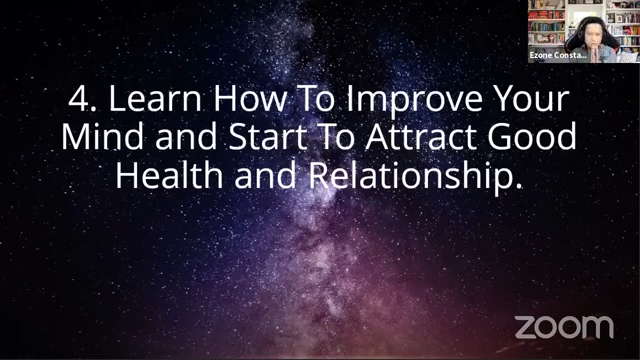 Ezone Consta...
4. Learn How To Improve Your
Mind and Start To Attract Good
Health and Relationship.
zoom